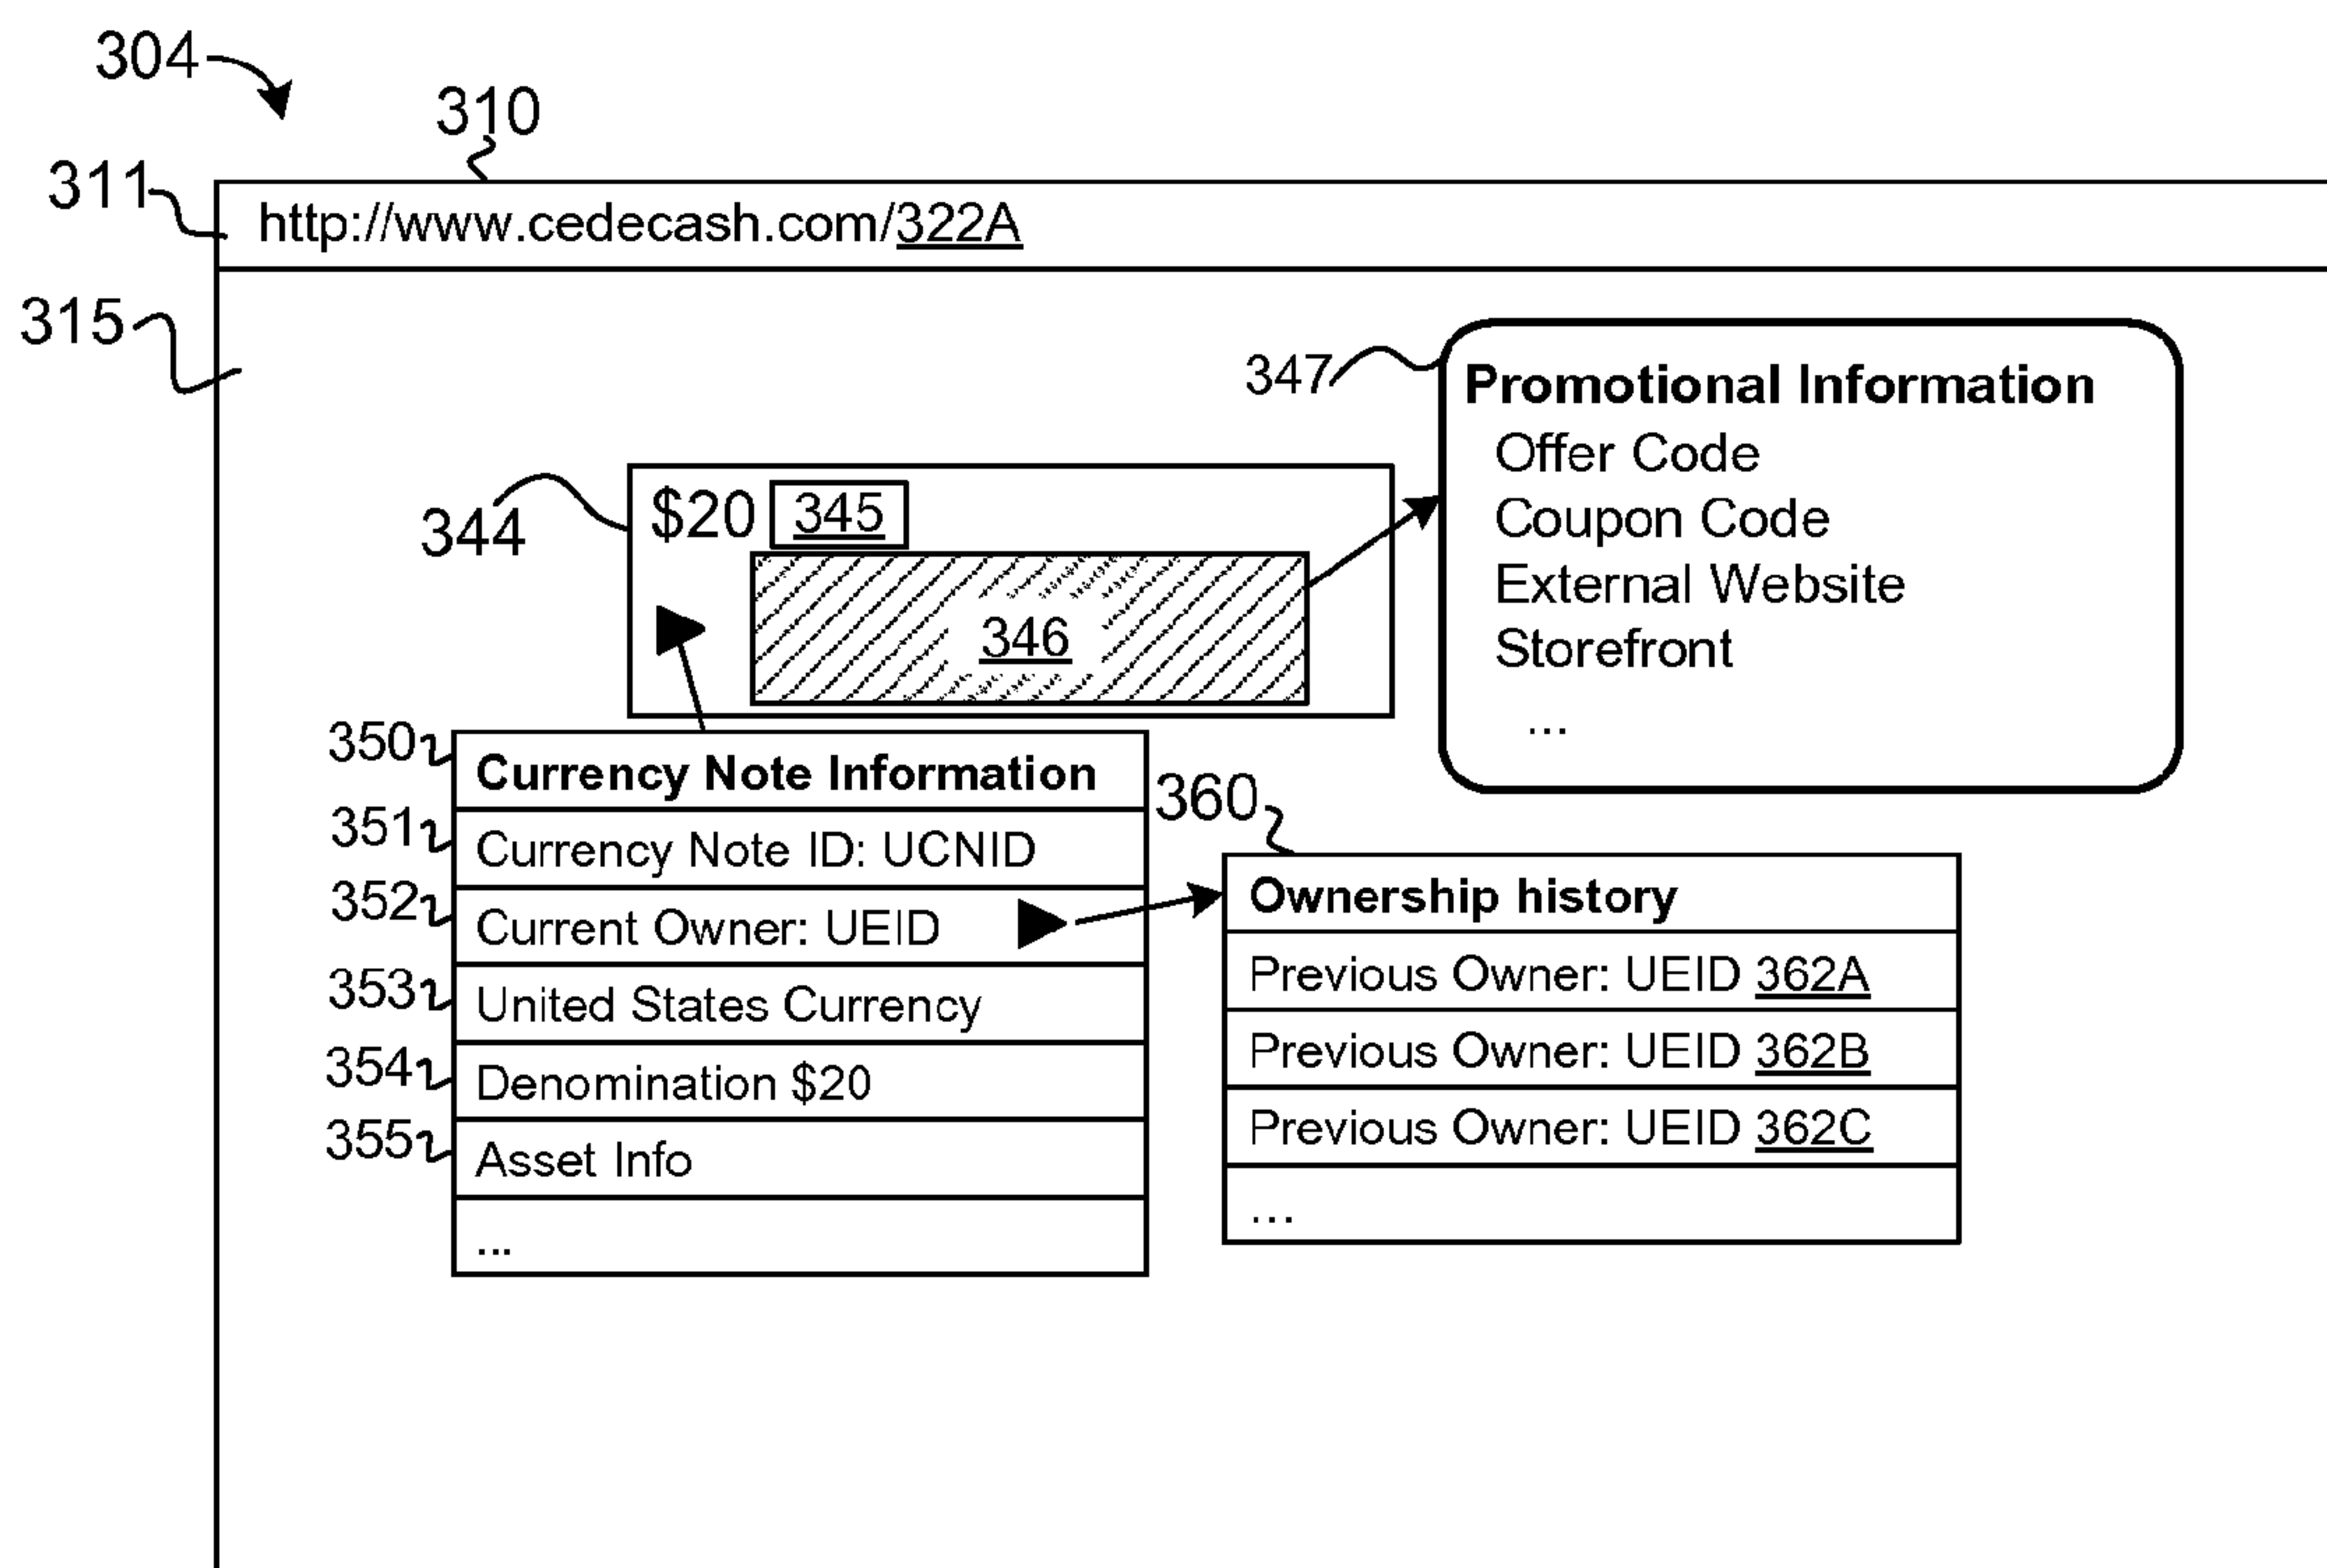 304
310
311
http://www.cedecash.com/322A
315
347
Promotional Information
Offer Code
Coupon Code
External Website
Storefront
...
344
$20 345
346
350
Currency Note Information
351
Currency Note ID: UCNID
352
Current Owner: UEID
353
United States Currency
354
Denomination $20
355
Asset Info
...
360
Ownership history
Previous Owner: UEID 362A
Previous Owner: UEID 362B
Previous Owner: UEID 362C
...